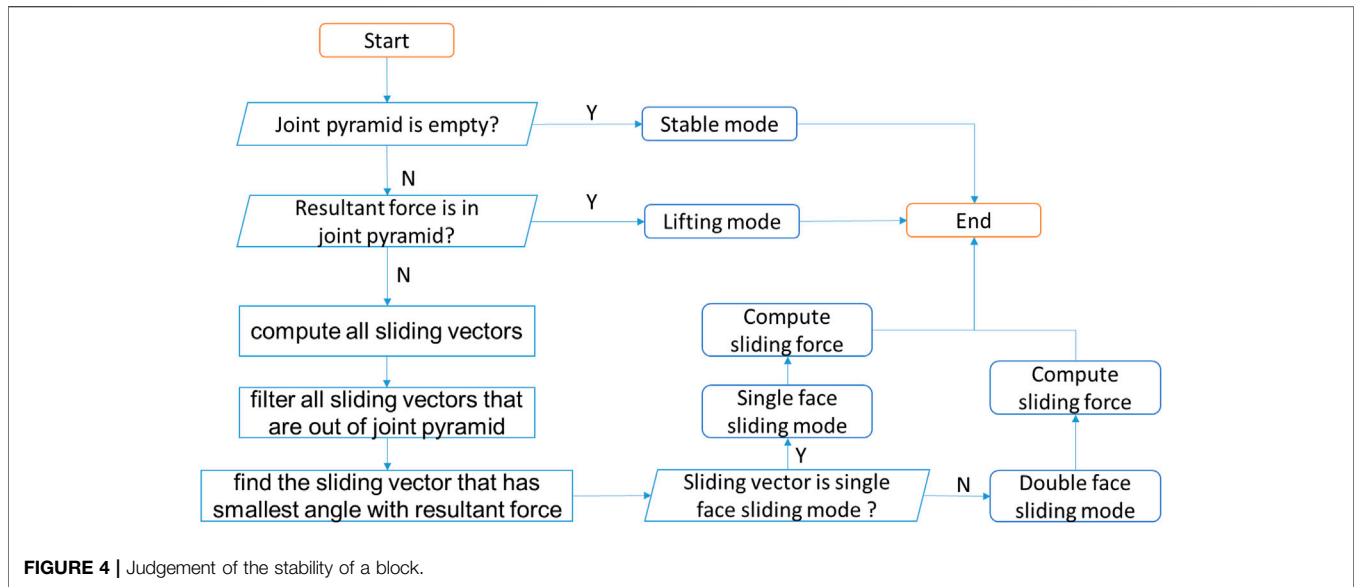 Start
Joint pyramid is empty?
Y
Stable mode
N
Resultant force is in
joint pyramid?
Y
Lifting mode
End
N
compute all sliding vectors
filter all sliding vectors that
are out of joint pyramid
find the sliding vector that has
smallest angle with resultant force
Sliding vector is single
face sliding mode ?
Y
Single face
sliding mode
Compute
sliding force
N
Double face
sliding mode
Compute
sliding force
FIGURE 4 | Judgement of the stability of a block.